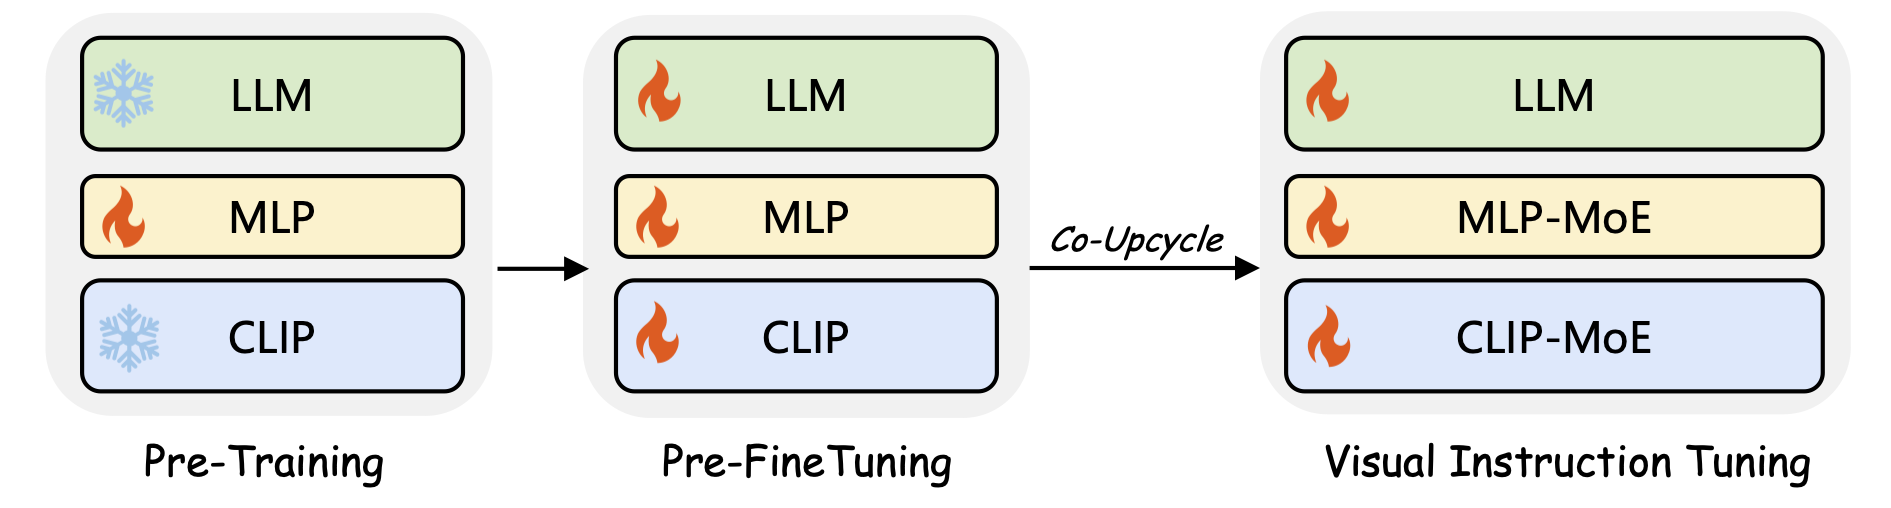 LLM
MLP
CLIP
Pre-Training
LLM
MLP
CLIP
Pre-FineTuning
Co-Upcycle
LLM
MLP-MoE
CLIP-MoE
Visual Instruction Tuning